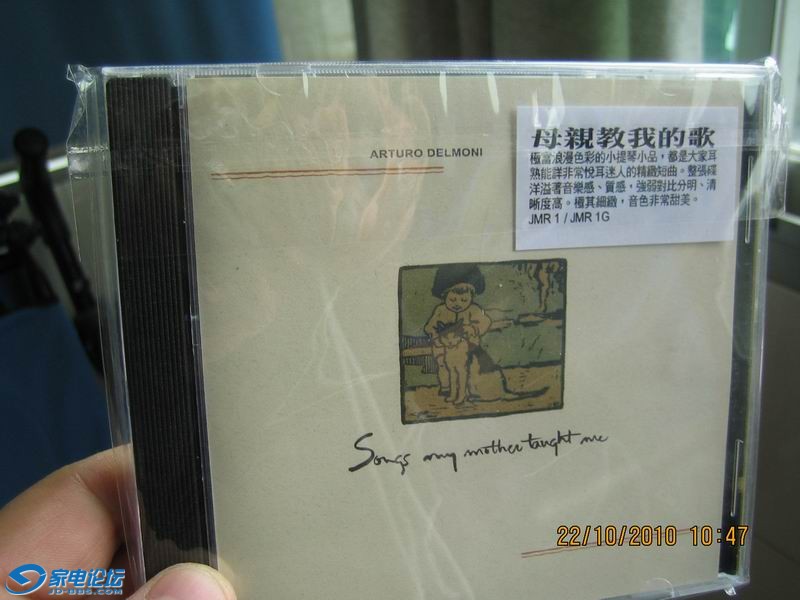 ARTURO DELMONI
母親教我的歌
極富浪漫色彩的小提琴小品，都是大家耳
熟能詳非常悅耳迷人的精緻短曲。整張碟
洋溢著音樂感、質感，強弱對比分明、清
晰度高。極其細緻，音色非常甜美。
JMR 1 / JMR 1G
Songs my mother taught me
22/10/2010 10:47
家电论坛
JD-BBS.COM